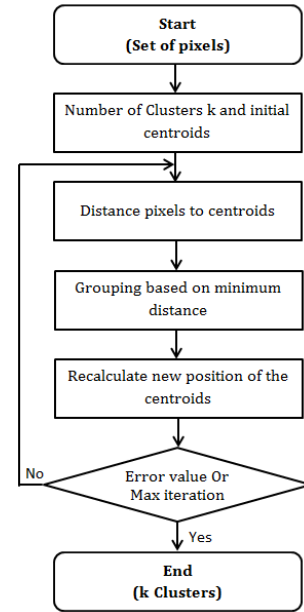 Start
(Set of pixels)
Number of Clusters k and initial
centroids
Distance pixels to centroids
Grouping based on minimum
distance
Recalculate new position of the
centroids
No
Error value Or
Max iteration
Yes
End
(k Clusters)